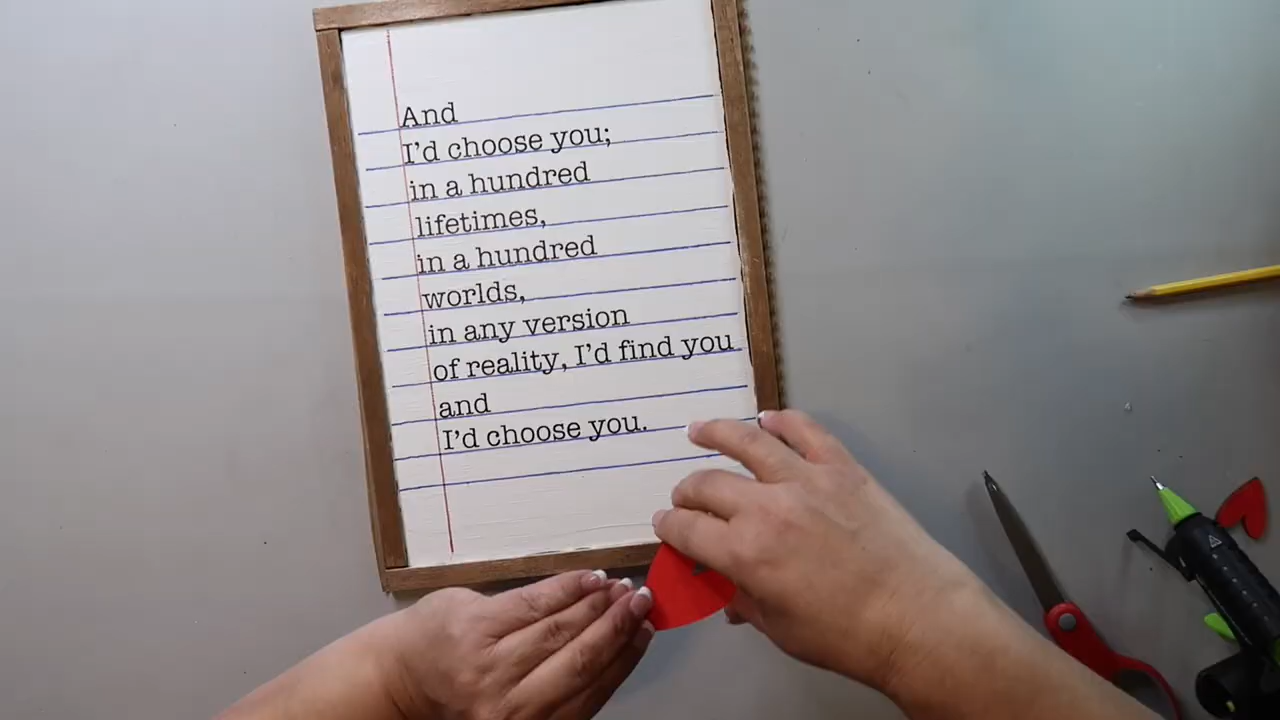 And
I'd choose you;
in a hundred
lifetimes,
in a hundred
worlds,
in any version
of reality, I'd find you
and
I'd choose you.